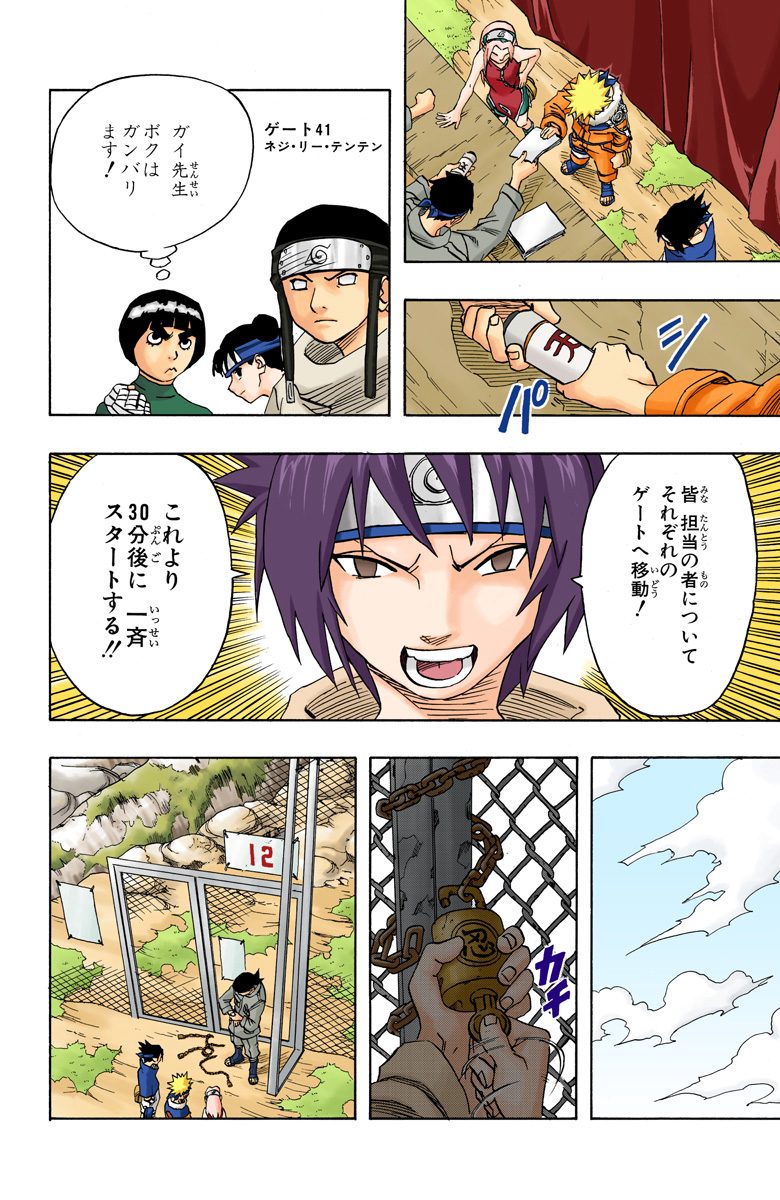 天
パシ
ゲート41
ネジ・リー・テンテン
ガイ先生
ボクは
ガンバリ
ます!
皆 担当の者について
それぞれの
ゲートへ移動!
これより
30分後に 一斉
スタートする!!
カチ
忍
12